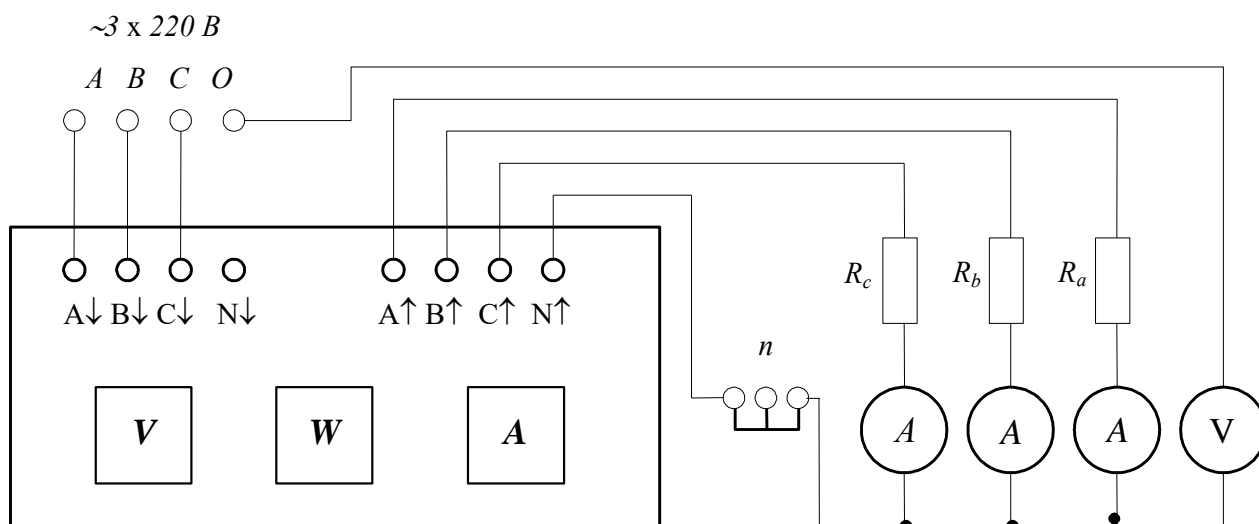 ~3 x 220 В
A B C O
A↓ B↓ C↓ N↓
A↑ B↑ C↑ N↑
R_c R_b R_a
n
V W A
A A A V